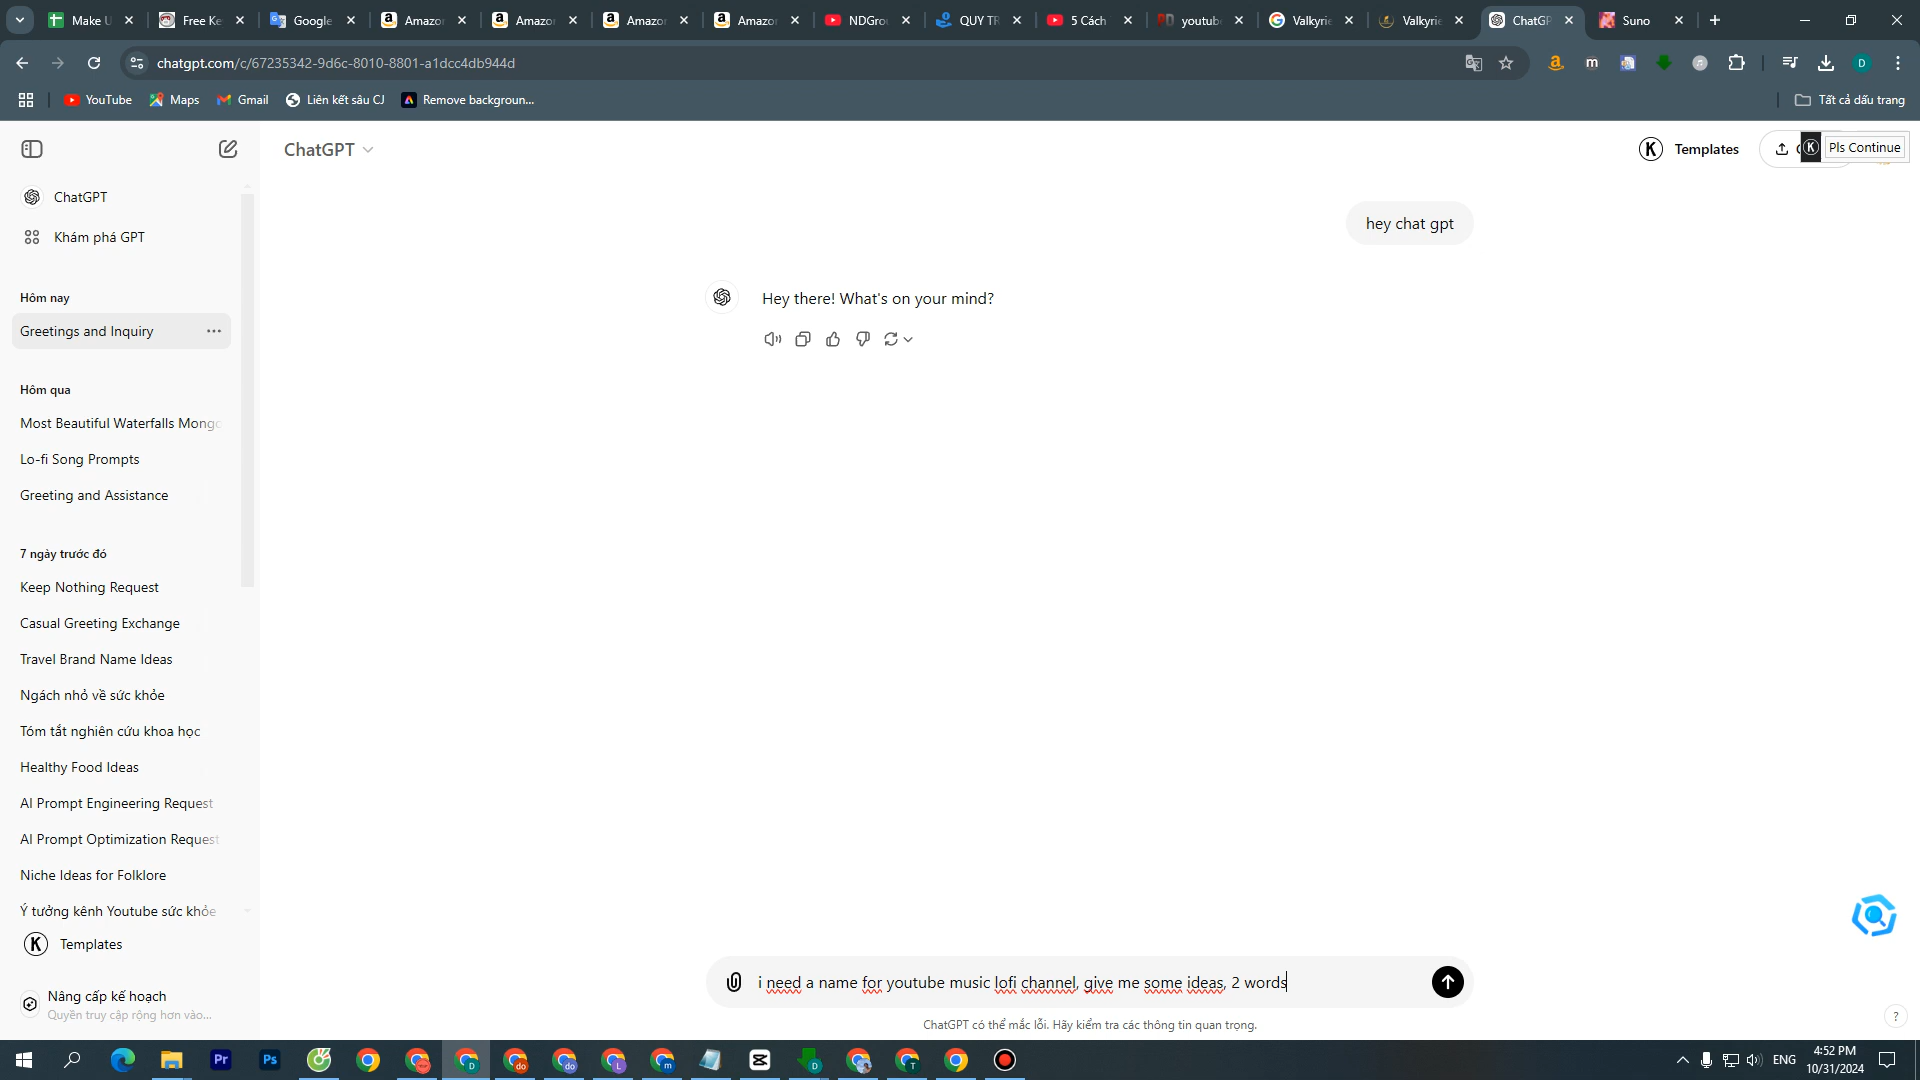 Make U
Free Ke
Google
Amazon
Amazon
Amazon
Amazon
NDGrou
QUY TR
5 Cách
youtube
Valkyrie
Valkyrie
ChatGP
Suno
chatgpt.com/c/67235342-9d6c-8010-8801-a1dcc4db944d
YouTube
Maps
Gmail
Liên kết sâu CJ
Remove backgroun...
Tất cả dấu trang
ChatGPT
Templates
Pls Continue
ChatGPT
Khám phá GPT
Hôm nay
Greetings and Inquiry
Hôm qua
Most Beautiful Waterfalls Mongo
Lo-fi Song Prompts
Greeting and Assistance
7 ngày trước đó
Keep Nothing Request
Casual Greeting Exchange
Travel Brand Name Ideas
Ngách nhỏ về sức khỏe
Tóm tắt nghiên cứu khoa học
Healthy Food Ideas
AI Prompt Engineering Request
AI Prompt Optimization Request
Niche Ideas for Folklore
Ý tưởng kênh Youtube sức khỏe
Templates
Nâng cấp kế hoạch
Quyền truy cập rộng hơn vào...
hey chat gpt
Hey there! What's on your mind?
i need a name for youtube music lofi channel, give me some ideas, 2 words
ChatGPT có thể mắc lỗi. Hãy kiểm tra các thông tin quan trọng.
ENG
4:52 PM
10/31/2024